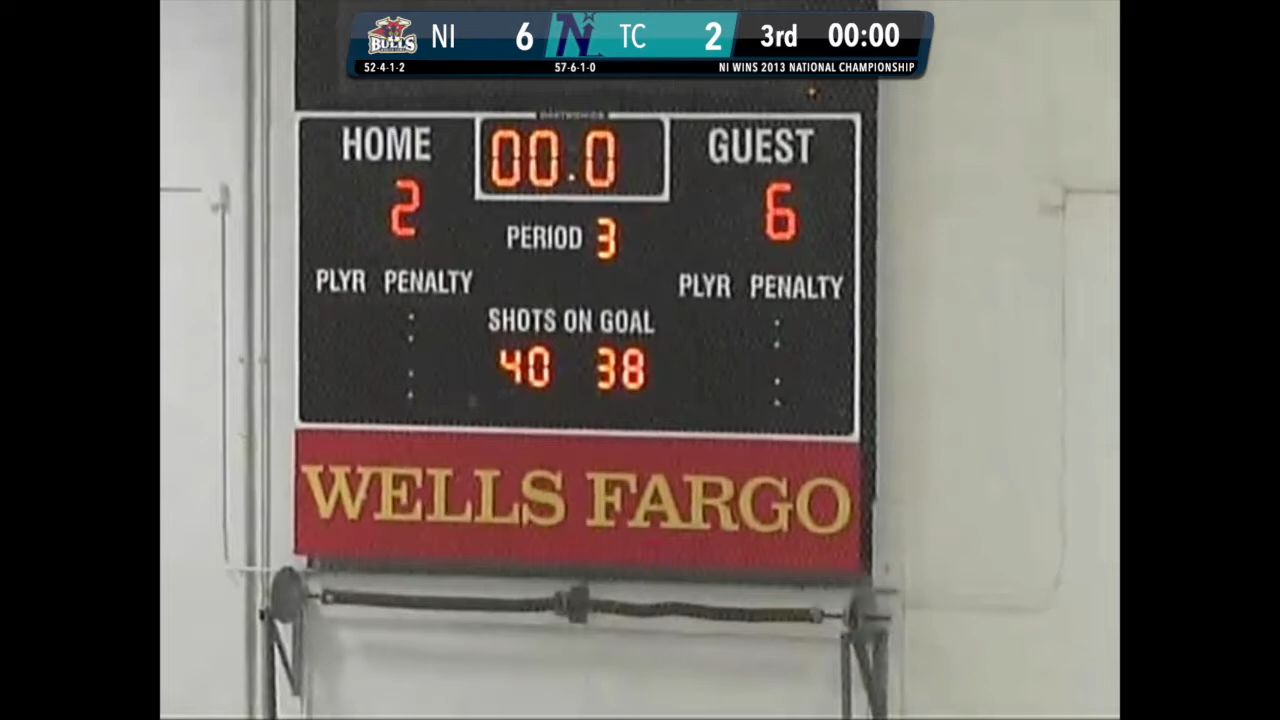 BULLS NI 6 N TC 2 3rd 00:00
52-4-1-2 57-6-1-0 NI WINS 2013 NATIONAL CHAMPIONSHIP
HOME 00.0 GUEST
2 6
PERIOD 3
PLYR PENALTY PLYR PENALTY
SHOTS ON GOAL
40 38
WELLS FARGO